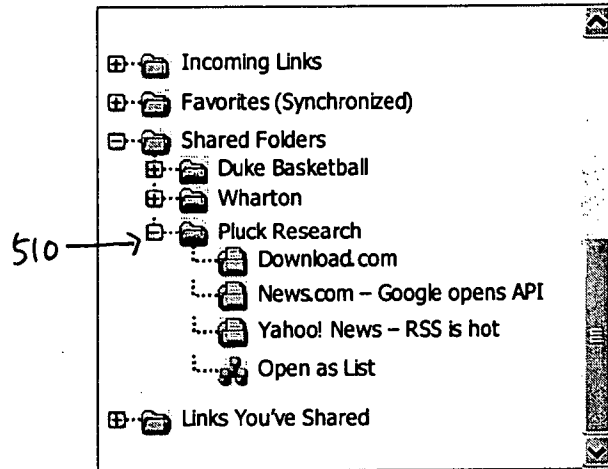 Incoming Links
Favorites (Synchronized)
Shared Folders
Duke Basketball
Wharton
510
Pluck Research
Download.com
News.com – Google opens API
Yahoo! News – RSS is hot
Open as List
Links You've Shared